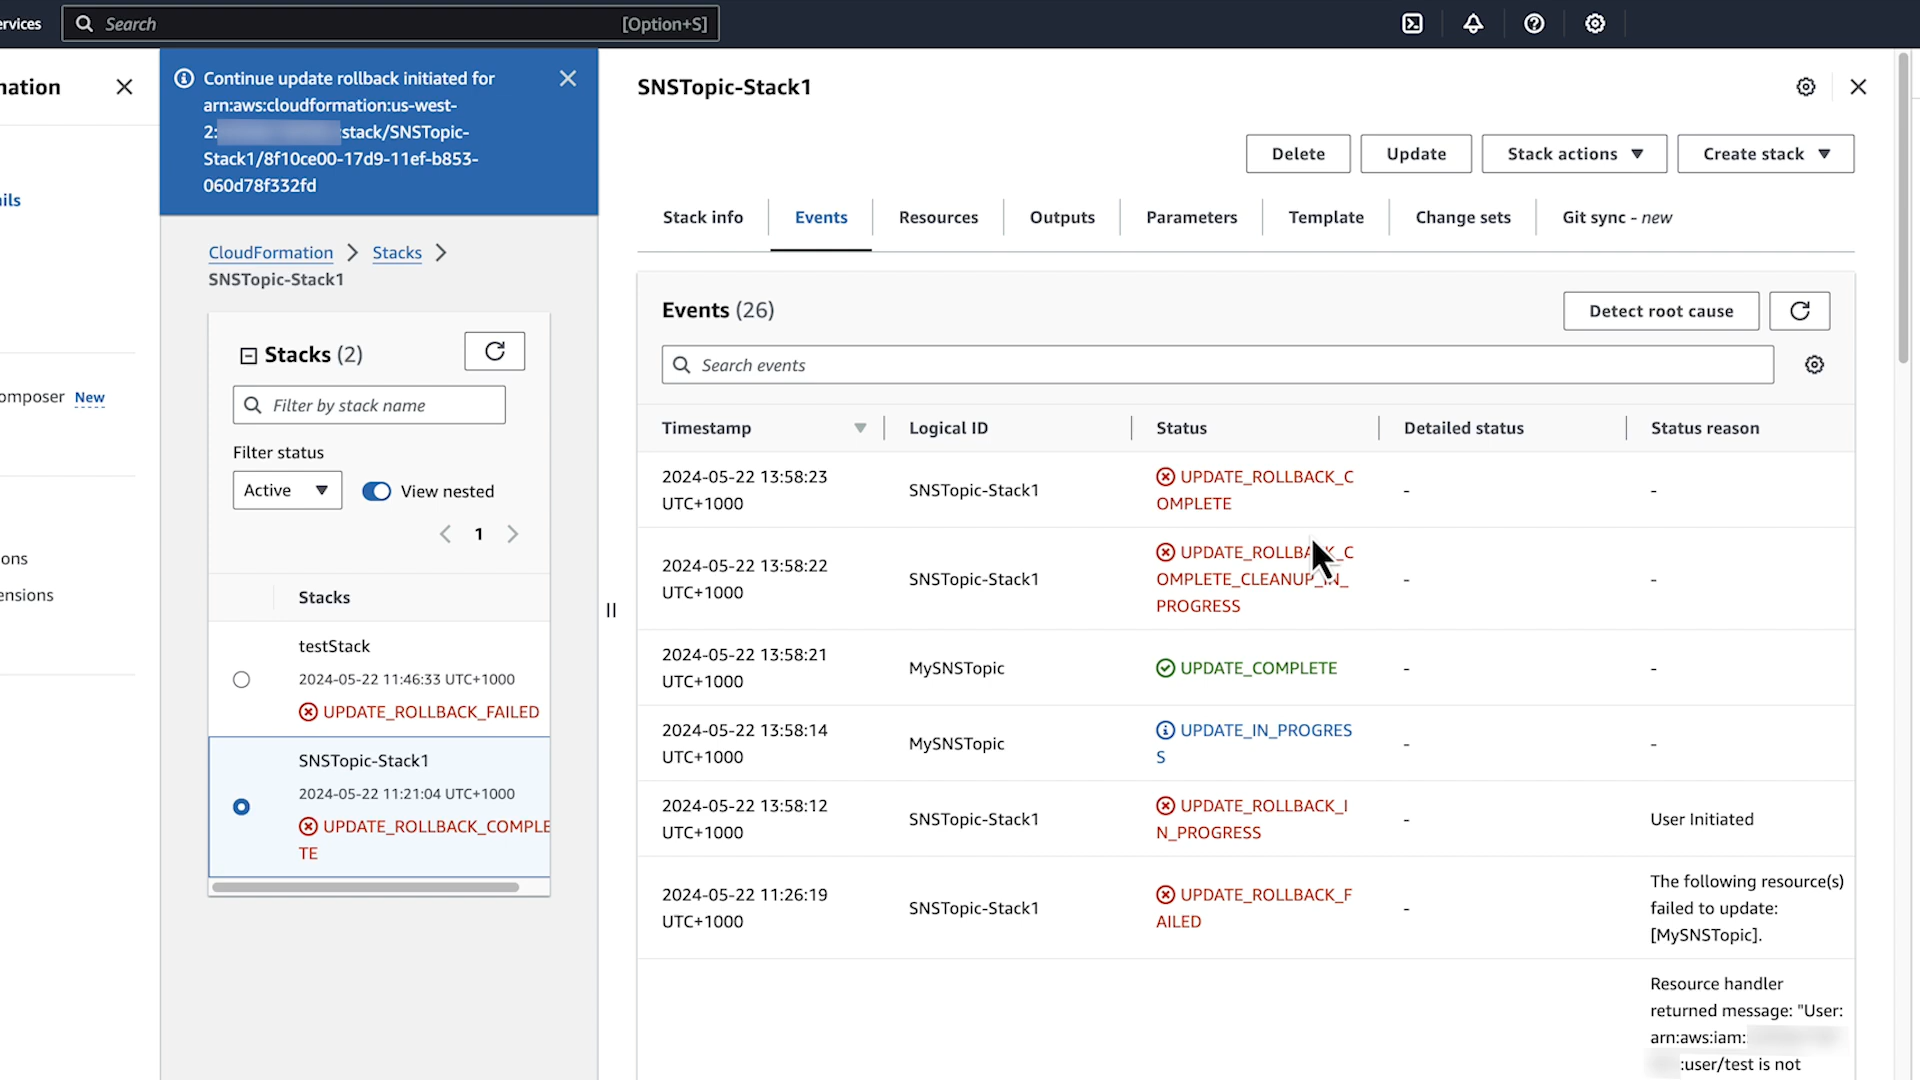 ervices
Search
[Option+S]
nation
Continue update rollback initiated for
arn:aws:cloudformation:us-west-
2: :stack/SNSTopic-
Stack1/8f10ce00-17d9-11ef-b853-
060d78f332fd
ils
omposer New
ons
ensions
CloudFormation
Stacks
SNSTopic-Stack1
Stacks (2)
Filter by stack name
Filter status
Active
View nested
1
Stacks
testStack
2024-05-22 11:46:33 UTC+1000
UPDATE_ROLLBACK_FAILED
SNSTopic-Stack1
2024-05-22 11:21:04 UTC+1000
UPDATE_ROLLBACK_COMPLE
TE
SNSTopic-Stack1
Delete
Update
Stack actions
Create stack
Stack info
Events
Resources
Outputs
Parameters
Template
Change sets
Git sync - new
Events (26)
Detect root cause
Search events
Timestamp
Logical ID
Status
Detailed status
Status reason
2024-05-22 13:58:23
UTC+1000
SNSTopic-Stack1
UPDATE_ROLLBACK_C
OMPLETE
-
-
2024-05-22 13:58:22
UTC+1000
SNSTopic-Stack1
UPDATE_ROLLBACK_C
OMPLETE_CLEANUP_IN_
PROGRESS
-
-
2024-05-22 13:58:21
UTC+1000
MySNSTopic
UPDATE_COMPLETE
-
-
2024-05-22 13:58:14
UTC+1000
MySNSTopic
UPDATE_IN_PROGRES
S
-
-
2024-05-22 13:58:12
UTC+1000
SNSTopic-Stack1
UPDATE_ROLLBACK_I
N_PROGRESS
-
User Initiated
2024-05-22 11:26:19
UTC+1000
SNSTopic-Stack1
UPDATE_ROLLBACK_F
AILED
-
The following resource(s)
failed to update:
[MySNSTopic].
Resource handler
returned message: "User:
arn:aws:iam:
:user/test is not